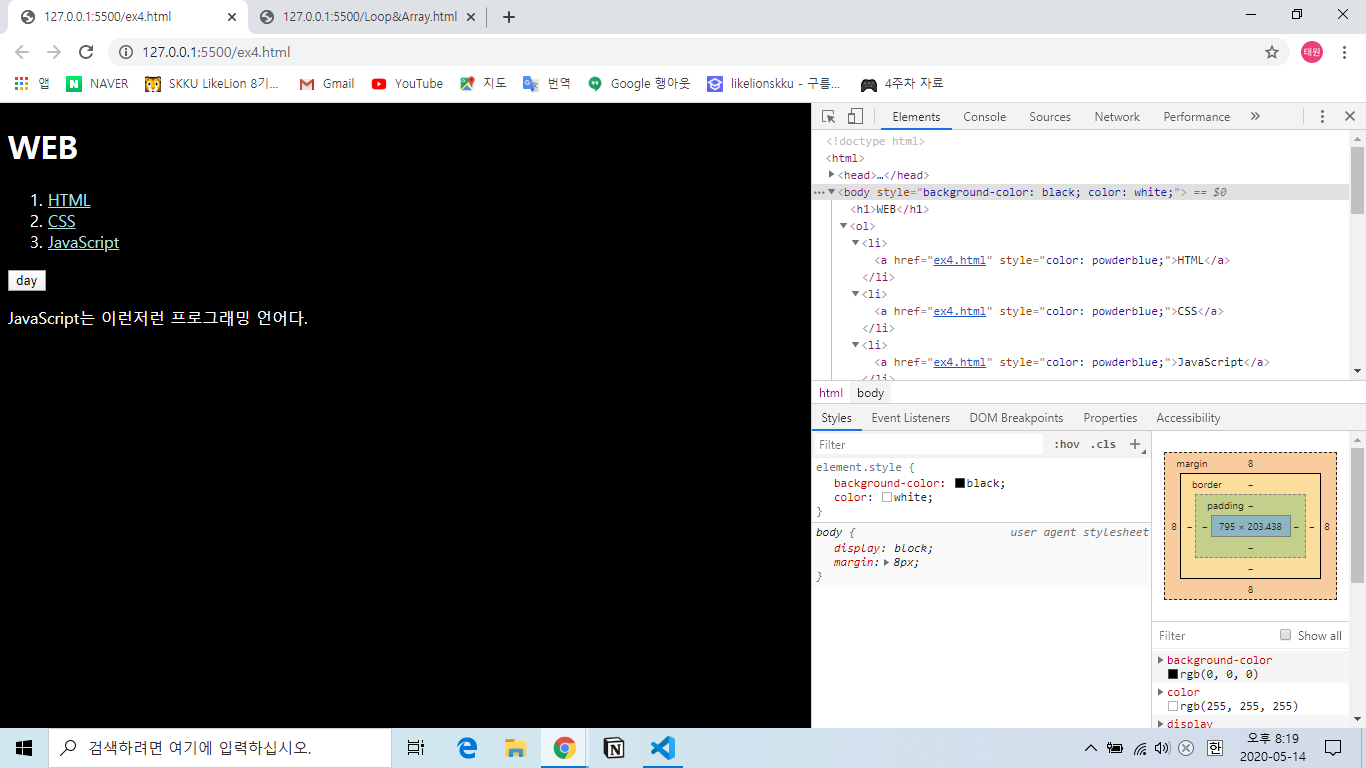 127.0.0.1:5500/ex4.html
127.0.0.1:5500/Loop&Array.html
127.0.0.1:5500/ex4.html
태원
앱 NAVER SKKU LikeLion 8기... Gmail YouTube 지도 번역 Google 행아웃 likelionskku - 구름... 4주차 자료
WEB
1. HTML
2. CSS
3. JavaScript
day
JavaScript는 이런저런 프로그래밍 언어다.
Elements Console Sources Network Performance »
<!doctype html>
<html>
<head>…</head>
<body style="background-color: black; color: white;"> == $0
<h1>WEB</h1>
<ol>
<li>
<a href="ex4.html" style="color: powderblue;">HTML</a>
</li>
<li>
<a href="ex4.html" style="color: powderblue;">CSS</a>
</li>
<li>
<a href="ex4.html" style="color: powderblue;">JavaScript</a>
</li>
html body
Styles Event Listeners DOM Breakpoints Properties Accessibility
Filter :hov .cls +
element.style {
background-color: black;
color: white;
}
body { user agent stylesheet
display: block;
margin: 8px;
}
margin 8
border –
padding –
8 – – 795 × 203.438 – – 8
–
–
8
Filter Show all
background-color
rgb(0, 0, 0)
color
rgb(255, 255, 255)
display
검색하려면 여기에 입력하십시오.
한
오후 8:19
2020-05-14